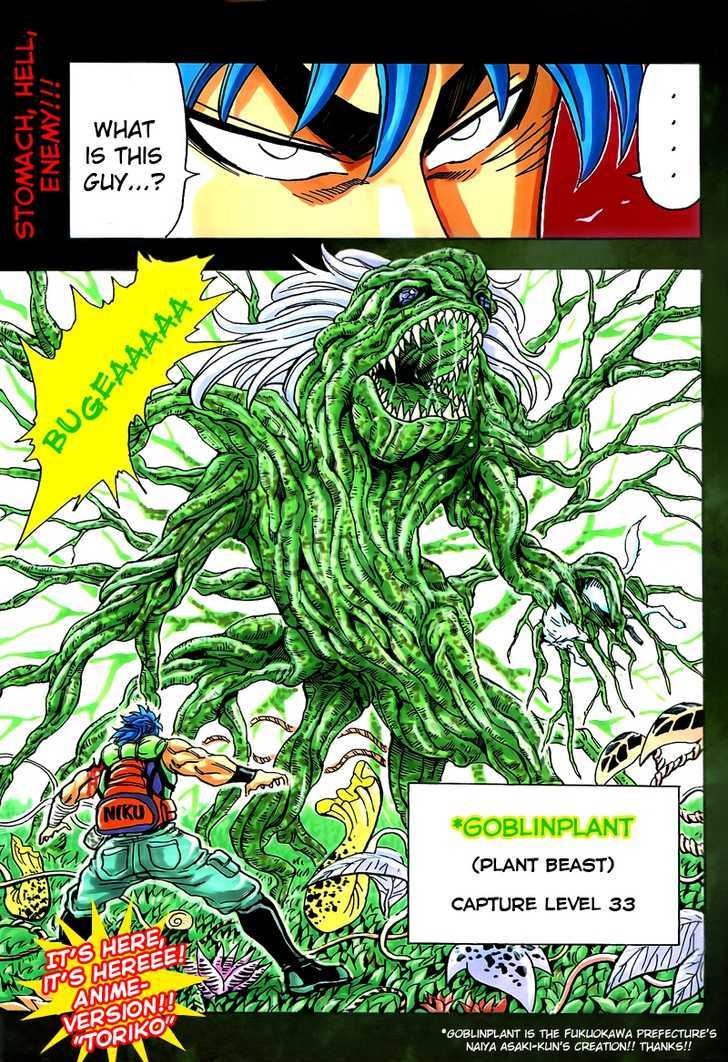 STOMACH, HELL,
ENEMY!!!
WHAT
IS THIS
GUY...?
....
BUGEAAAAAA
NIKU
*GOBLINPLANT
(PLANT BEAST)
CAPTURE LEVEL 33
IT'S HERE,
IT'S HEREEE!
ANIME-
VERSION!!
"TORIKO"
*GOBLINPLANT IS THE FUKUOKAWA PREFECTURE'S
NAIYA ASAKI-KUN'S CREATION!! THANKS!!